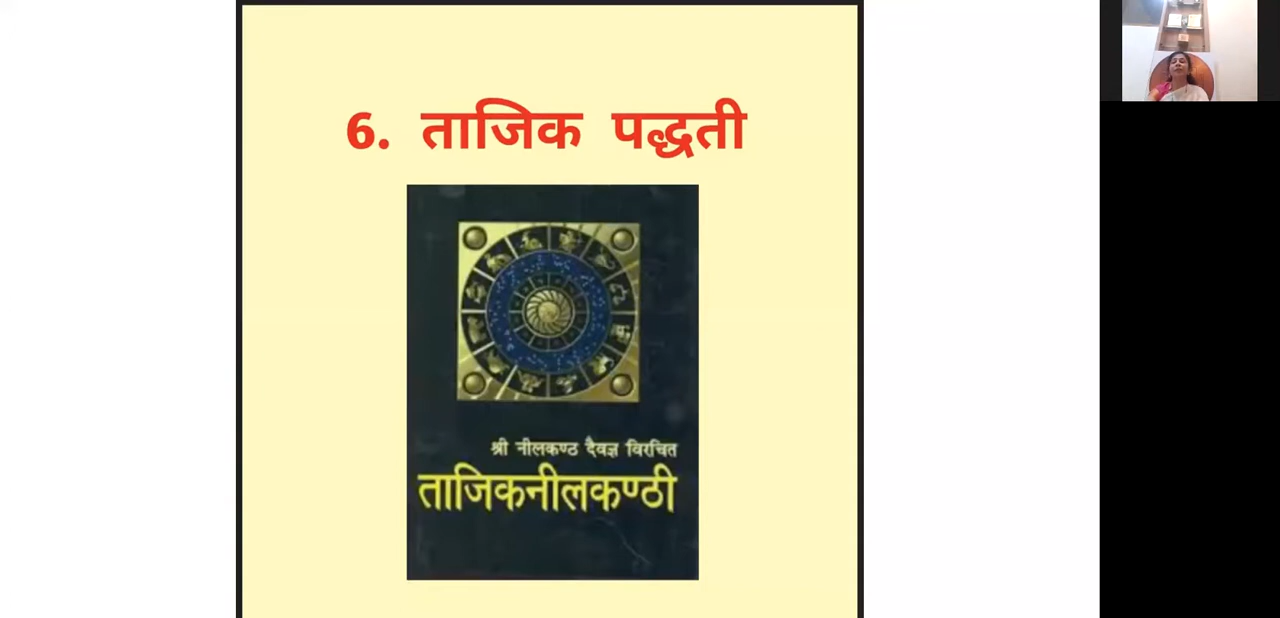 6. ताजिक पद्धती
श्री नीलकण्ठ दैवज्ञ विरचित
ताजिकनीलकण्ठी